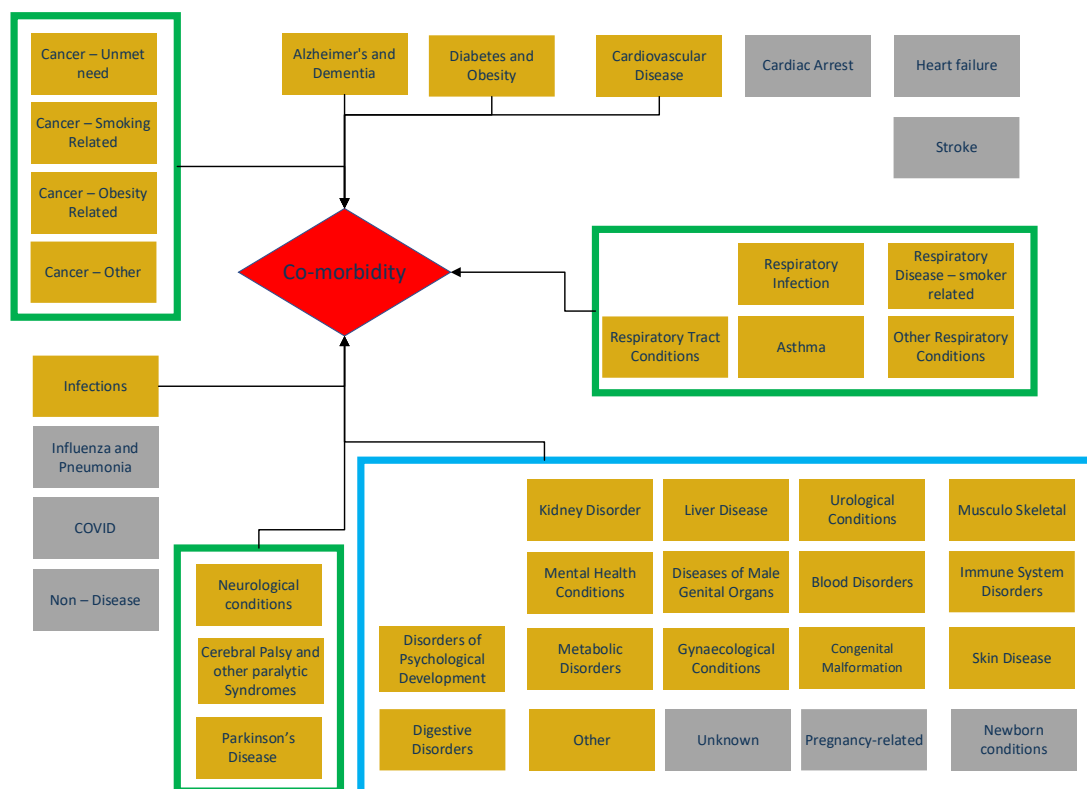 Cancer – Unmet
need
Cancer – Smoking
Related
Cancer – Obesity
Related
Cancer – Other
Alzheimer's and
Dementia
Diabetes and
Obesity
Cardiovascular
Disease
Cardiac Arrest
Heart failure
Stroke
Co-morbidity
Respiratory
Infection
Respiratory
Disease – smoker
related
Respiratory Tract
Conditions
Asthma
Other Respiratory
Conditions
Infections
Influenza and
Pneumonia
COVID
Non – Disease
Neurological
conditions
Cerebral Palsy and
other paralytic
Syndromes
Parkinson’s
Disease
Kidney Disorder
Liver Disease
Urological
Conditions
Musculo Skeletal
Mental Health
Conditions
Diseases of Male
Genital Organs
Blood Disorders
Immune System
Disorders
Disorders of
Psychological
Development
Metabolic
Disorders
Gynaecological
Conditions
Congenital
Malformation
Skin Disease
Digestive
Disorders
Other
Unknown
Pregnancy-related
Newborn
conditions